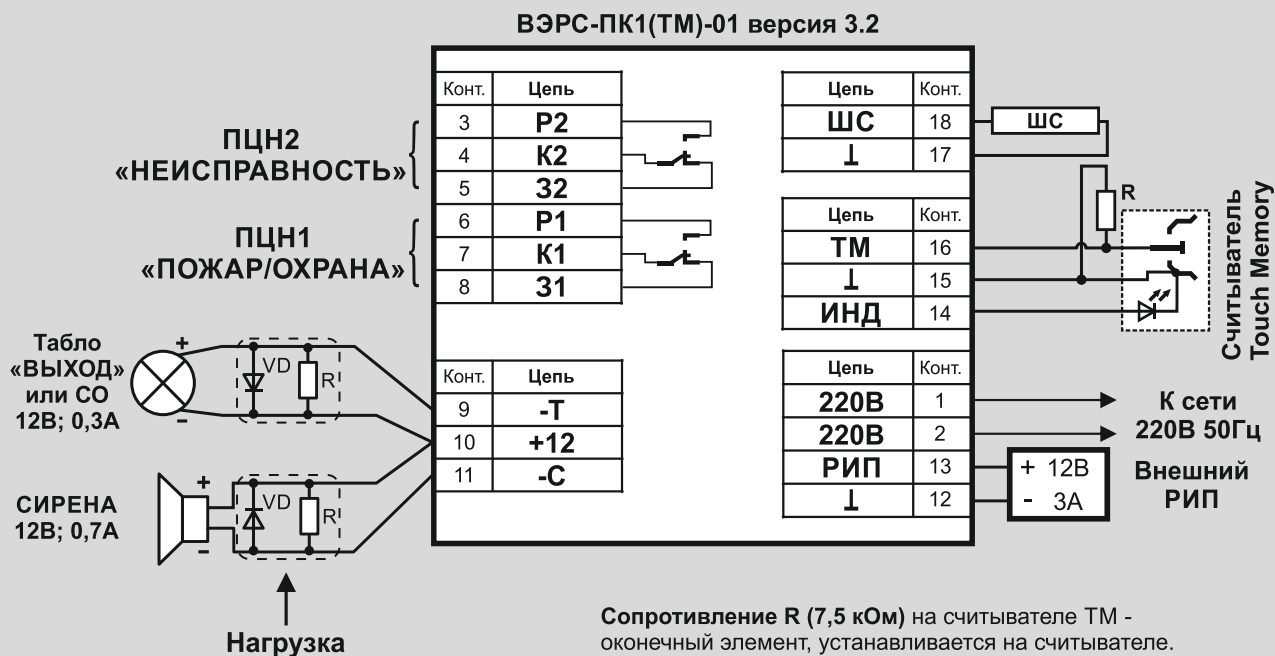 ВЭРС-ПК1(ТМ)-01 версия 3.2
Конт. Цепь
3 Р2
4 К2
5 З2
6 Р1
7 К1
8 З1
ПЦН2
«НЕИСПРАВНОСТЬ»
ПЦН1
«ПОЖАР/ОХРАНА»
Цепь Конт.
ШС 18
⊥ 17
ШС
Цепь Конт.
ТМ 16
⊥ 15
ИНД 14
R
Считыватель
Touch Memory
Табло
«ВЫХОД»
или СО
12В; 0,3А
+
-
VD
R
Конт. Цепь
9 -Т
10 +12
11 -С
СИРЕНА
12В; 0,7А
+
-
VD
R
Нагрузка
Цепь Конт.
220В 1
220В 2
РИП 13
⊥ 12
К сети
220В 50Гц
+ 12В
- 3А
Внешний
РИП
Сопротивление R (7,5 кОм) на считывателе ТМ -
оконечный элемент, устанавливается на считывателе.